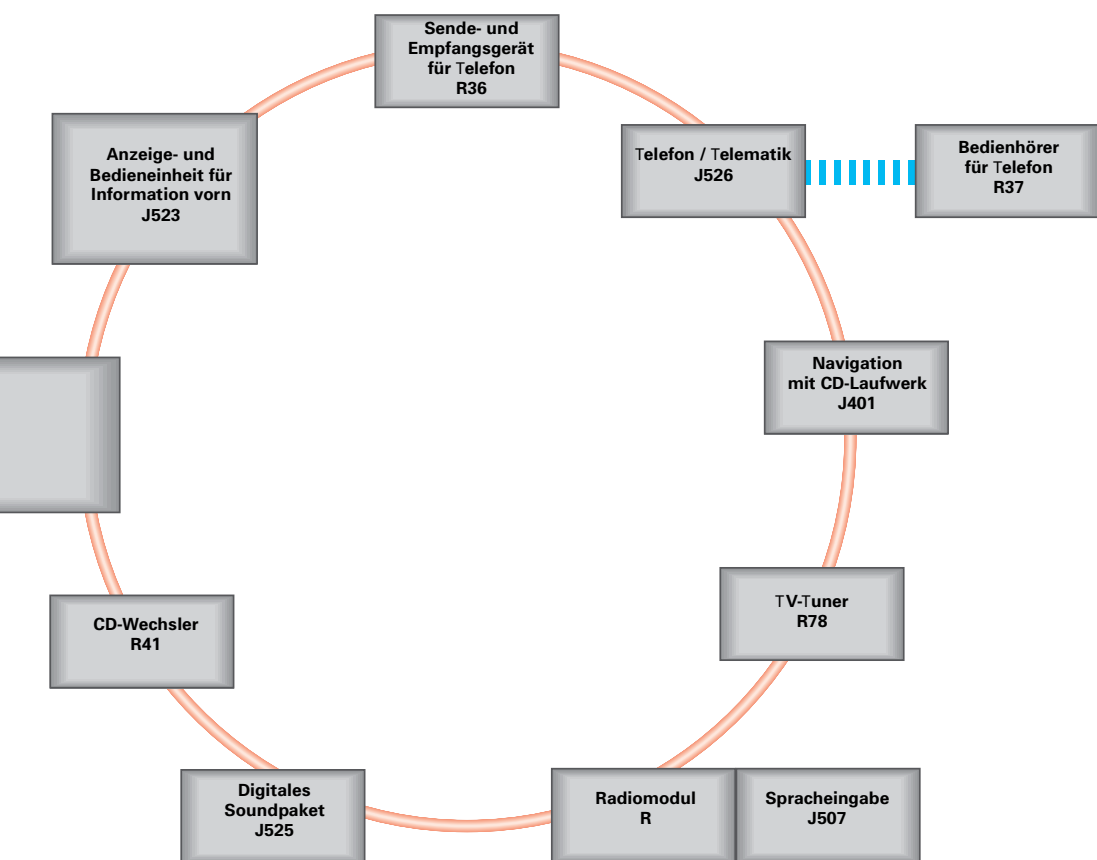 Sende- und
Empfangsgerät
für Telefon
R36
Anzeige- und
Bedieneinheit für
Information vorn
J523
Telefon / Telematik
J526
Bedienhörer
für Telefon
R37
Navigation
mit CD-Laufwerk
J401
TV-Tuner
R78
CD-Wechsler
R41
Digitales
Soundpaket
J525
Radiomodul
R
Spracheingabe
J507